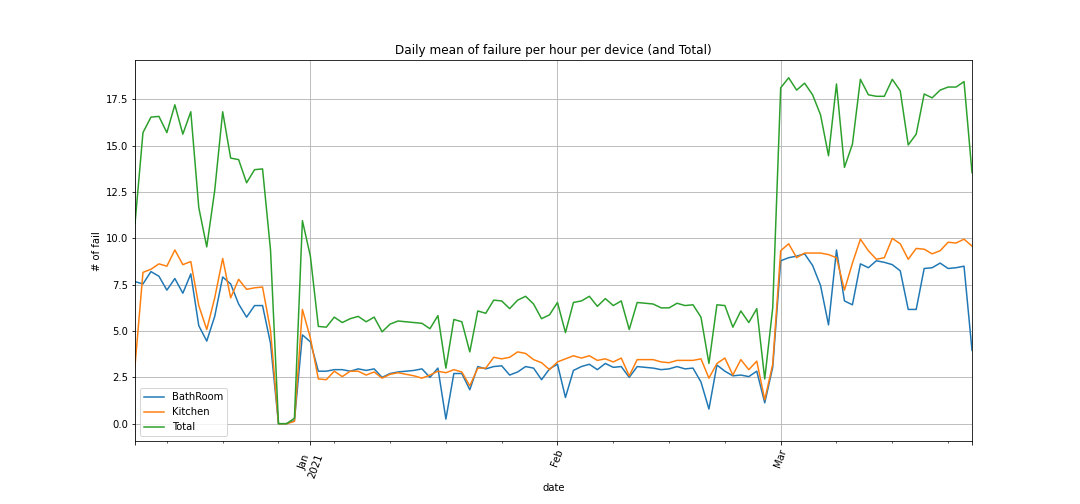 Daily mean of failure per hour per device (and Total)
# of fail
17.5
15.0
12.5
10.0
7.5
5.0
2.5
0.0
BathRoom
Kitchen
Total
Jan
2021
Feb
Mar
date